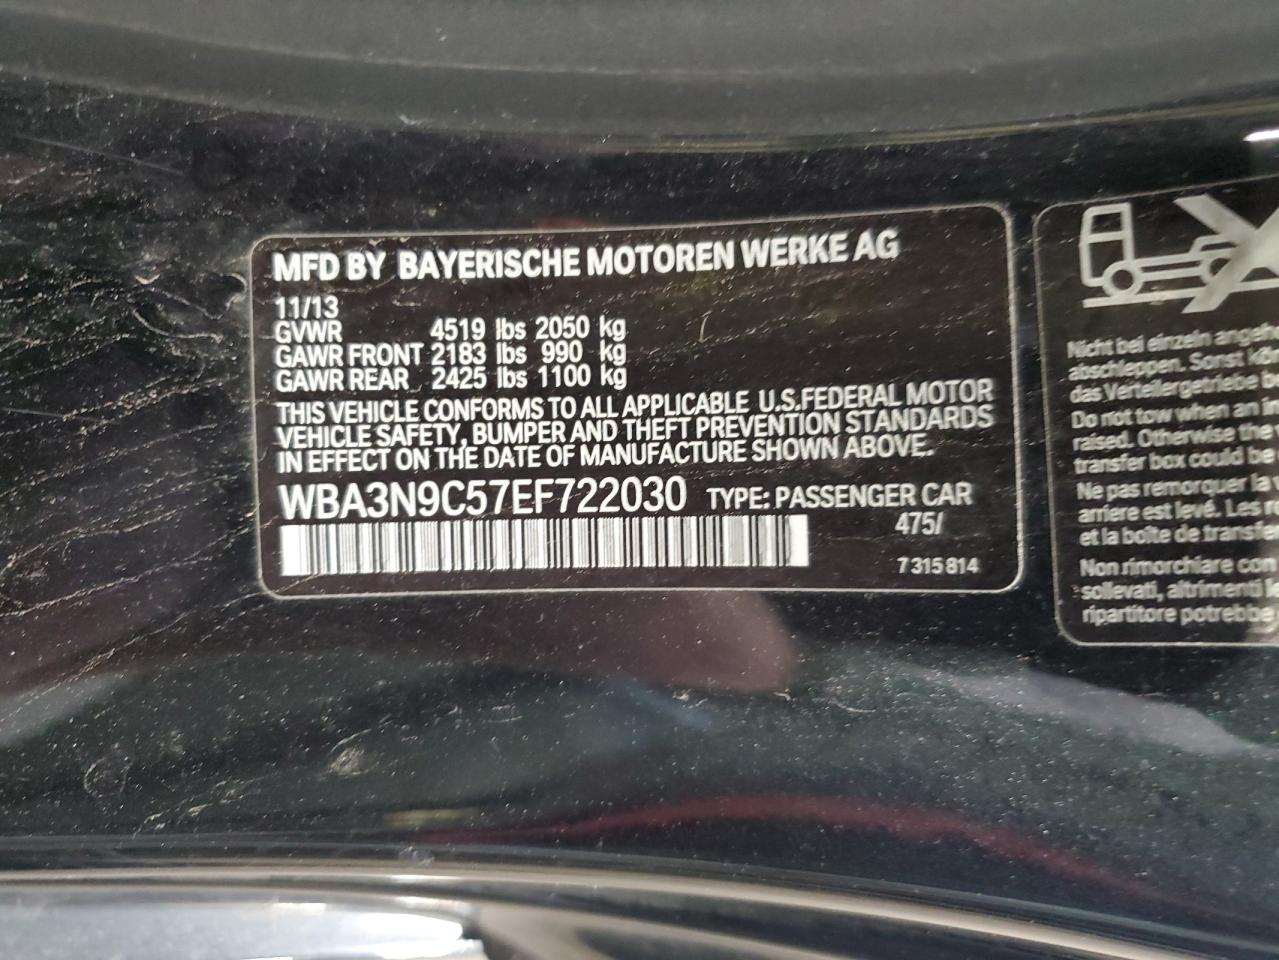 MFD BY BAYERISCHE MOTOREN WERKE AG
11/13
GVWR 4519 lbs 2050 kg
GAWR FRONT 2183 lbs 990 kg
GAWR REAR 2425 lbs 1100 kg
THIS VEHICLE CONFORMS TO ALL APPLICABLE U.S.FEDERAL MOTOR
VEHICLE SAFETY, BUMPER AND THEFT PREVENTION STANDARDS
IN EFFECT ON THE DATE OF MANUFACTURE SHOWN ABOVE.
WBA3N9C57EF722030 TYPE: PASSENGER CAR
475/
7 315 814
Nicht bei einzeln
abschleppen. Sonst
das Verteilergetriebe
Do not tow when an
raised. Otherwise the
transfer box could be
Ne pas remorquer la
arriere est levé. Les
et la boîte de
Non rimorchiare con
sollevati, altrimenti
ripartitore